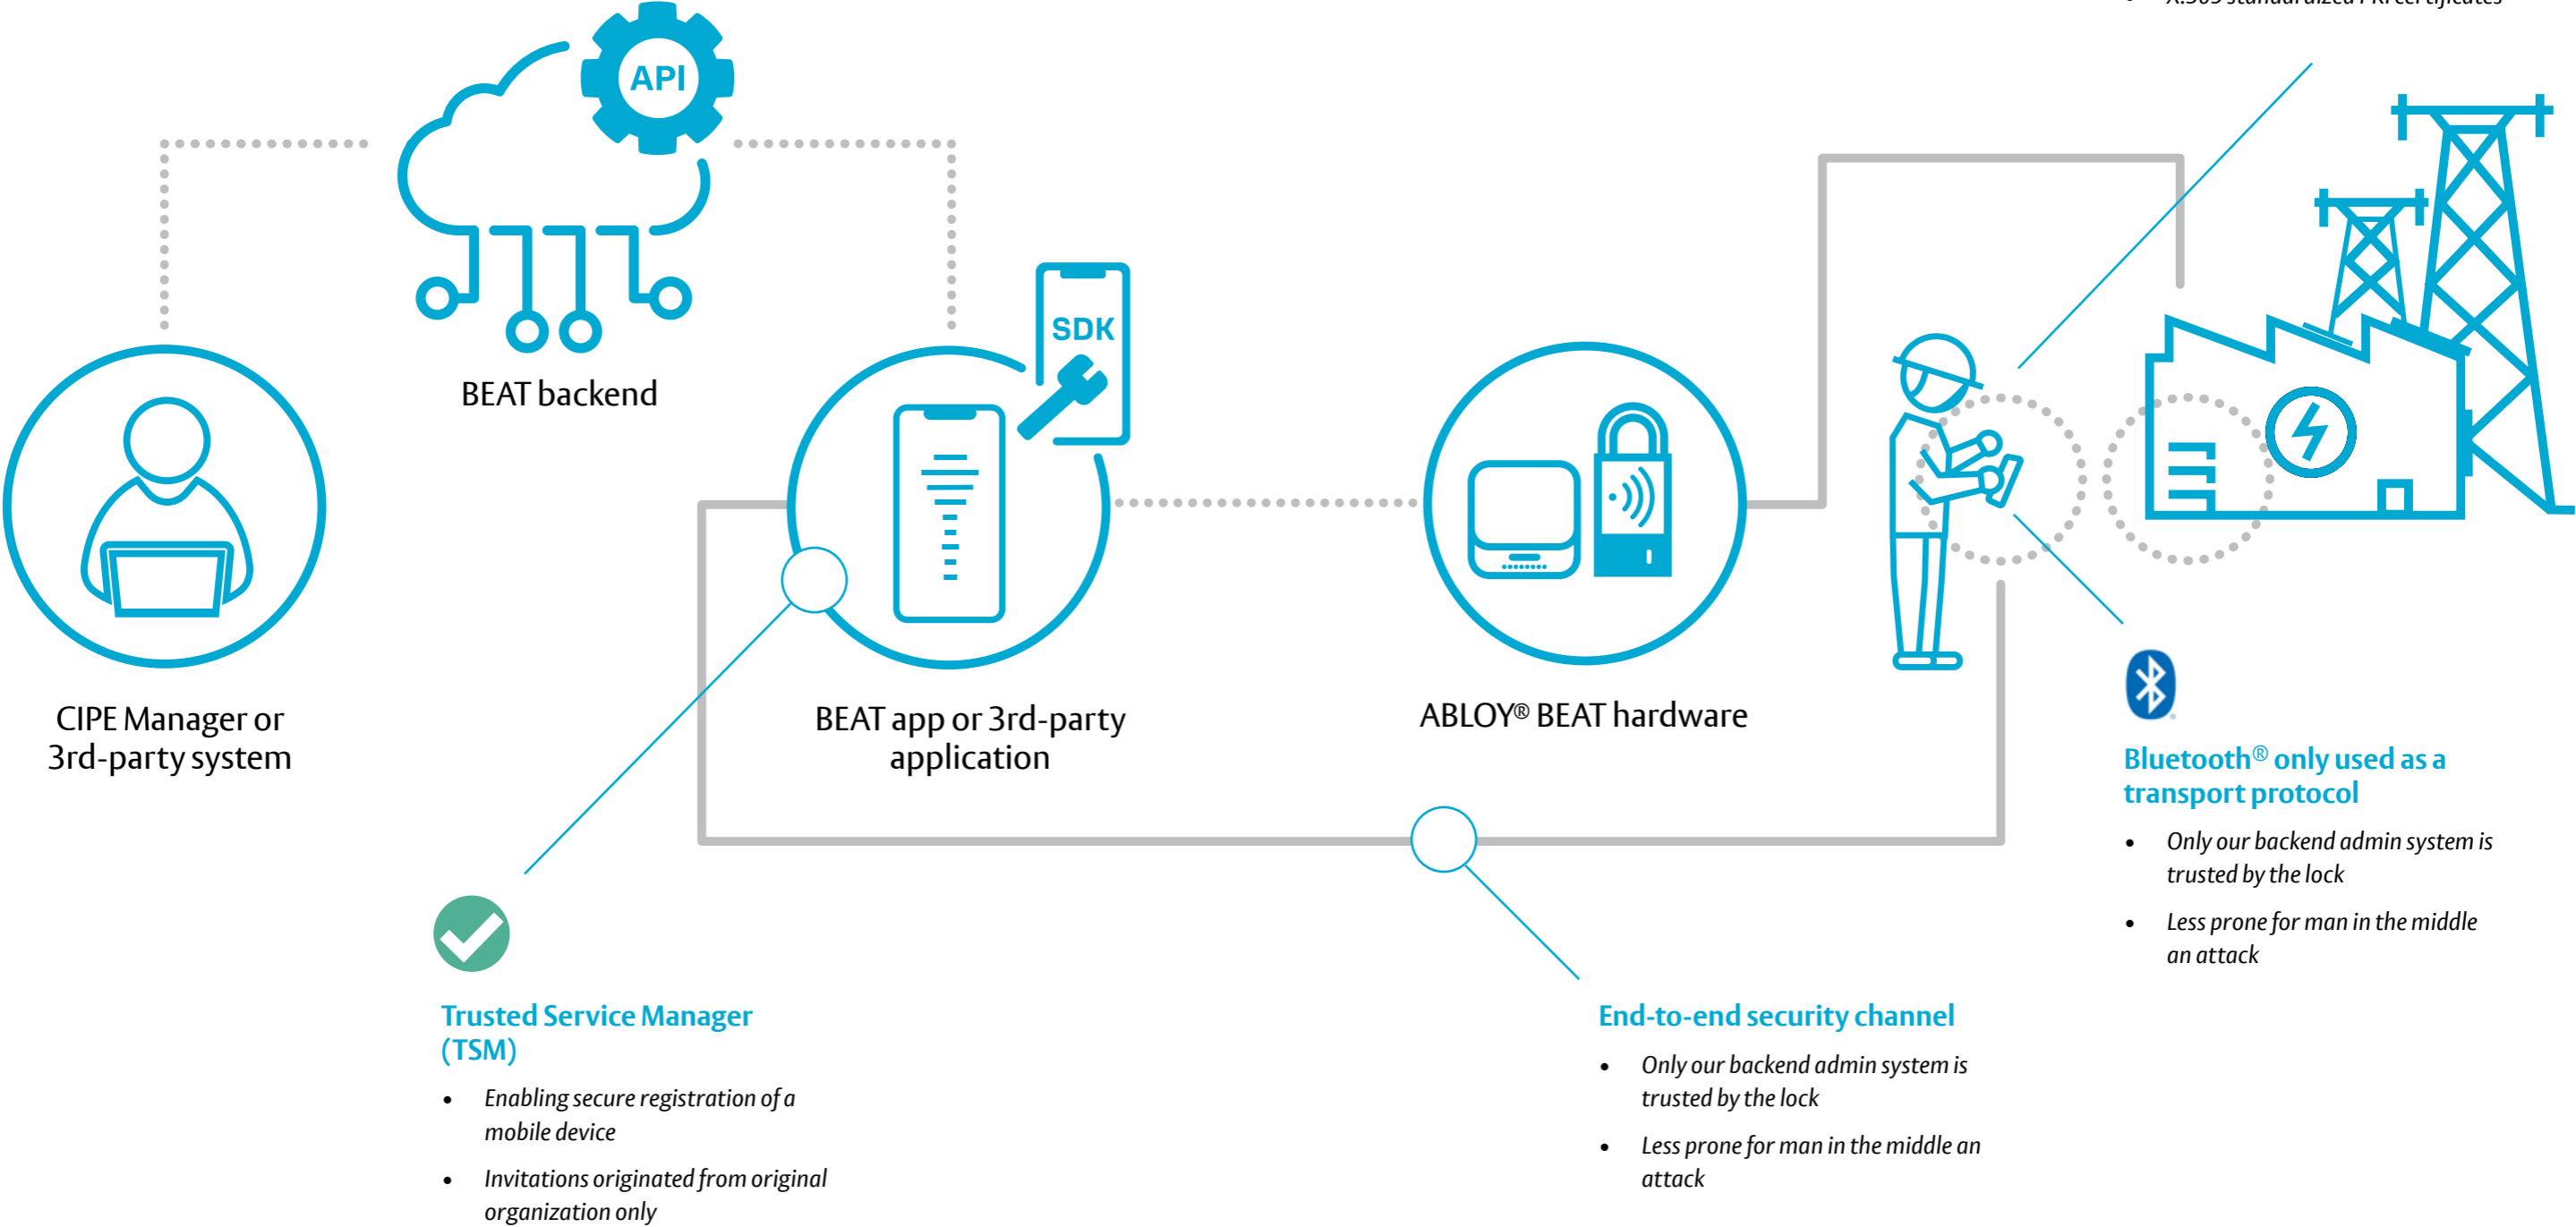 • X.509 standardized PKI certificates
API
SDK
BEAT backend
CIPE Manager or
3rd-party system
BEAT app or 3rd-party
application
ABLOY® BEAT hardware
Bluetooth® only used as a
transport protocol
• Only our backend admin system is
trusted by the lock
• Less prone for man in the middle
an attack
Trusted Service Manager
(TSM)
• Enabling secure registration of a
mobile device
• Invitations originated from original
organization only
End-to-end security channel
• Only our backend admin system is
trusted by the lock
• Less prone for man in the middle an
attack